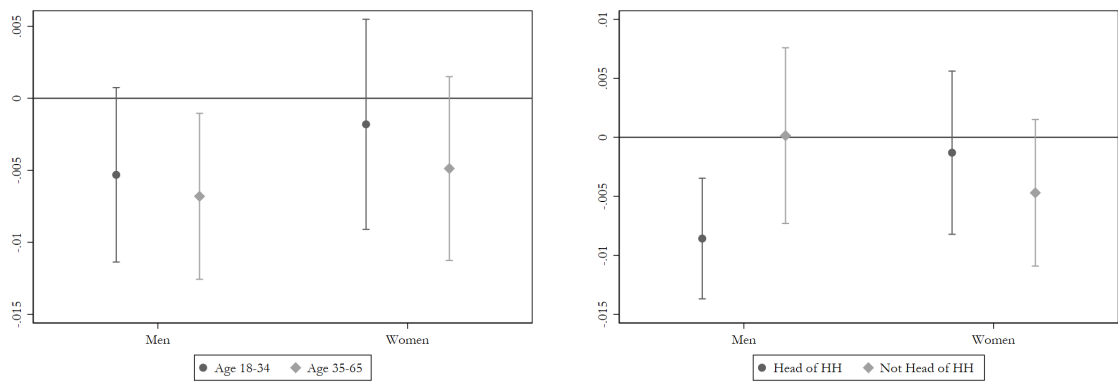 .005
0
-.005
-.01
-.015
Men Women
Age 18-34 Age 35-65
.01
.005
0
-.005
-.01
-.015
Men Women
Head of HH Not Head of HH